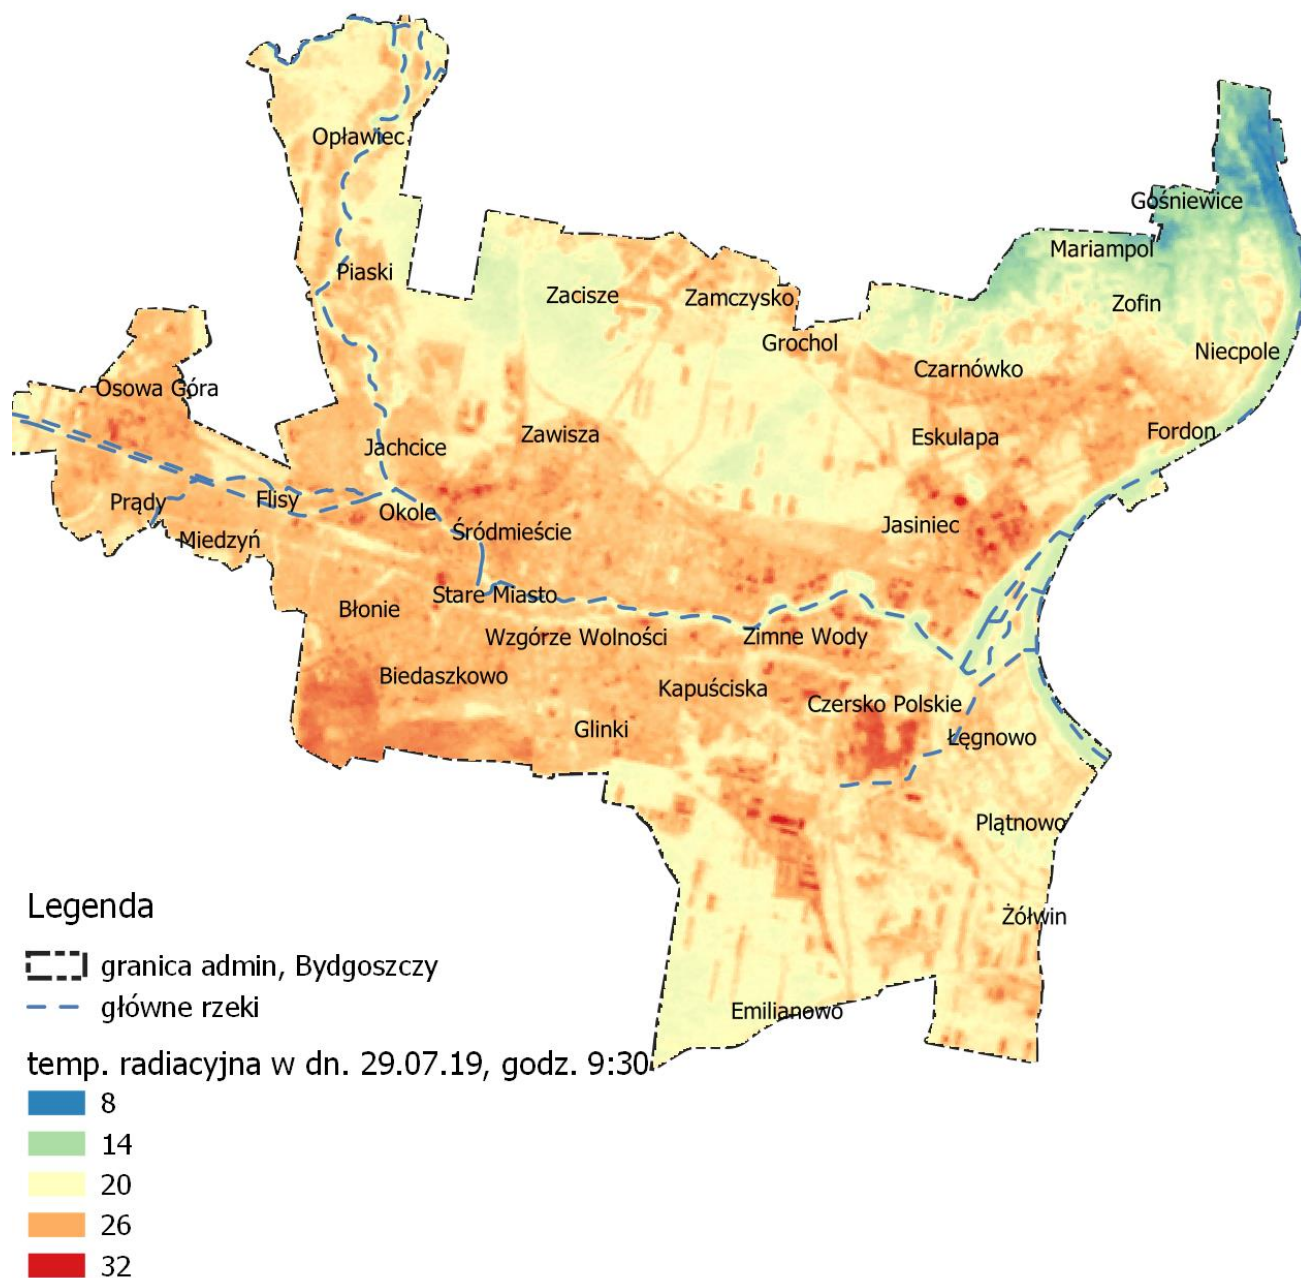 Opławiec
Gośniewice
Mariampol
Piaski
Zacisze
Zamczysko
Zofin
Grochol
Niecpole
Czarnówko
Osowa Góra
Zawisza
Eskulapa
Fordon
Jachcice
Prądy
Flisy
Okole
Jasiniec
Śródmieście
Miedzyń
Stare Miasto
Błonie
Wzgórze Wolności
Zimne Wody
Biedaszkowo
Kapuściska
Czersko Polskie
Glinki
Łęgnowo
Plątnowo
Żółwin
Emilianowo
Legenda
granica admin, Bydgoszczy
główne rzeki
temp. radiacyjna w dn. 29.07.19, godz. 9:30
8
14
20
26
32